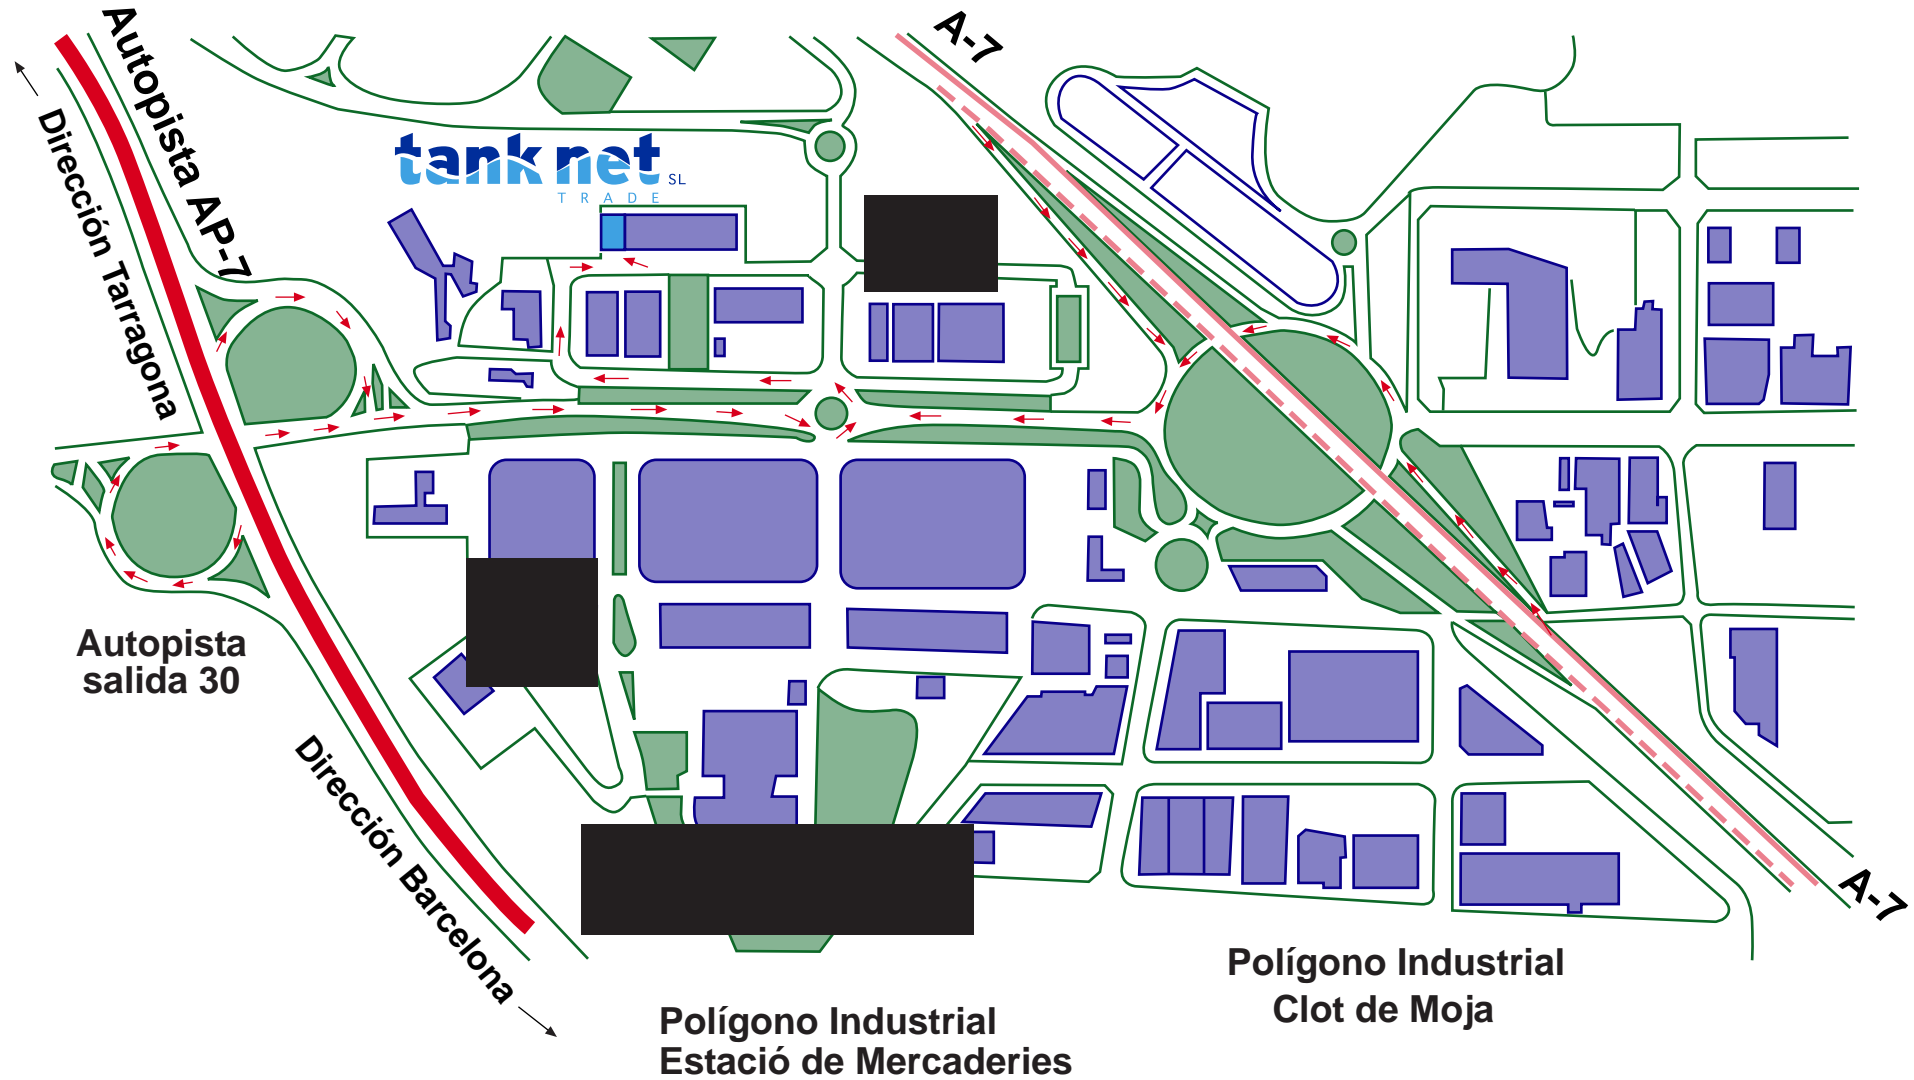 A-7
Autopista AP-7
Dirección Tarragona
tank net SL
TRADE
Autopista
salida 30
Dirección Barcelona
A-7
Polígono Industrial
Clot de Moja
Polígono Industrial
Estació de Mercaderies